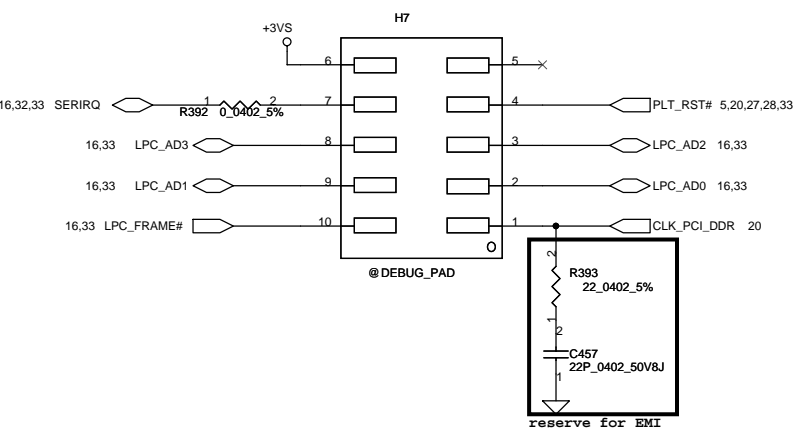 H7
+3VS
6
5
16,32,33 SERIRQ
1
2
7
4
PLT_RST# 5,20,27,28,33
R392 0_0402_5%
16,33 LPC_AD3
8
3
LPC_AD2 16,33
16,33 LPC_AD1
9
2
LPC_AD0 16,33
16,33 LPC_FRAME#
10
1
CLK_PCI_DDR 20
@DEBUG_PAD
2
R393
22_0402_5%
1
2
C457
22P_0402_50V8J
1
reserve for EMI